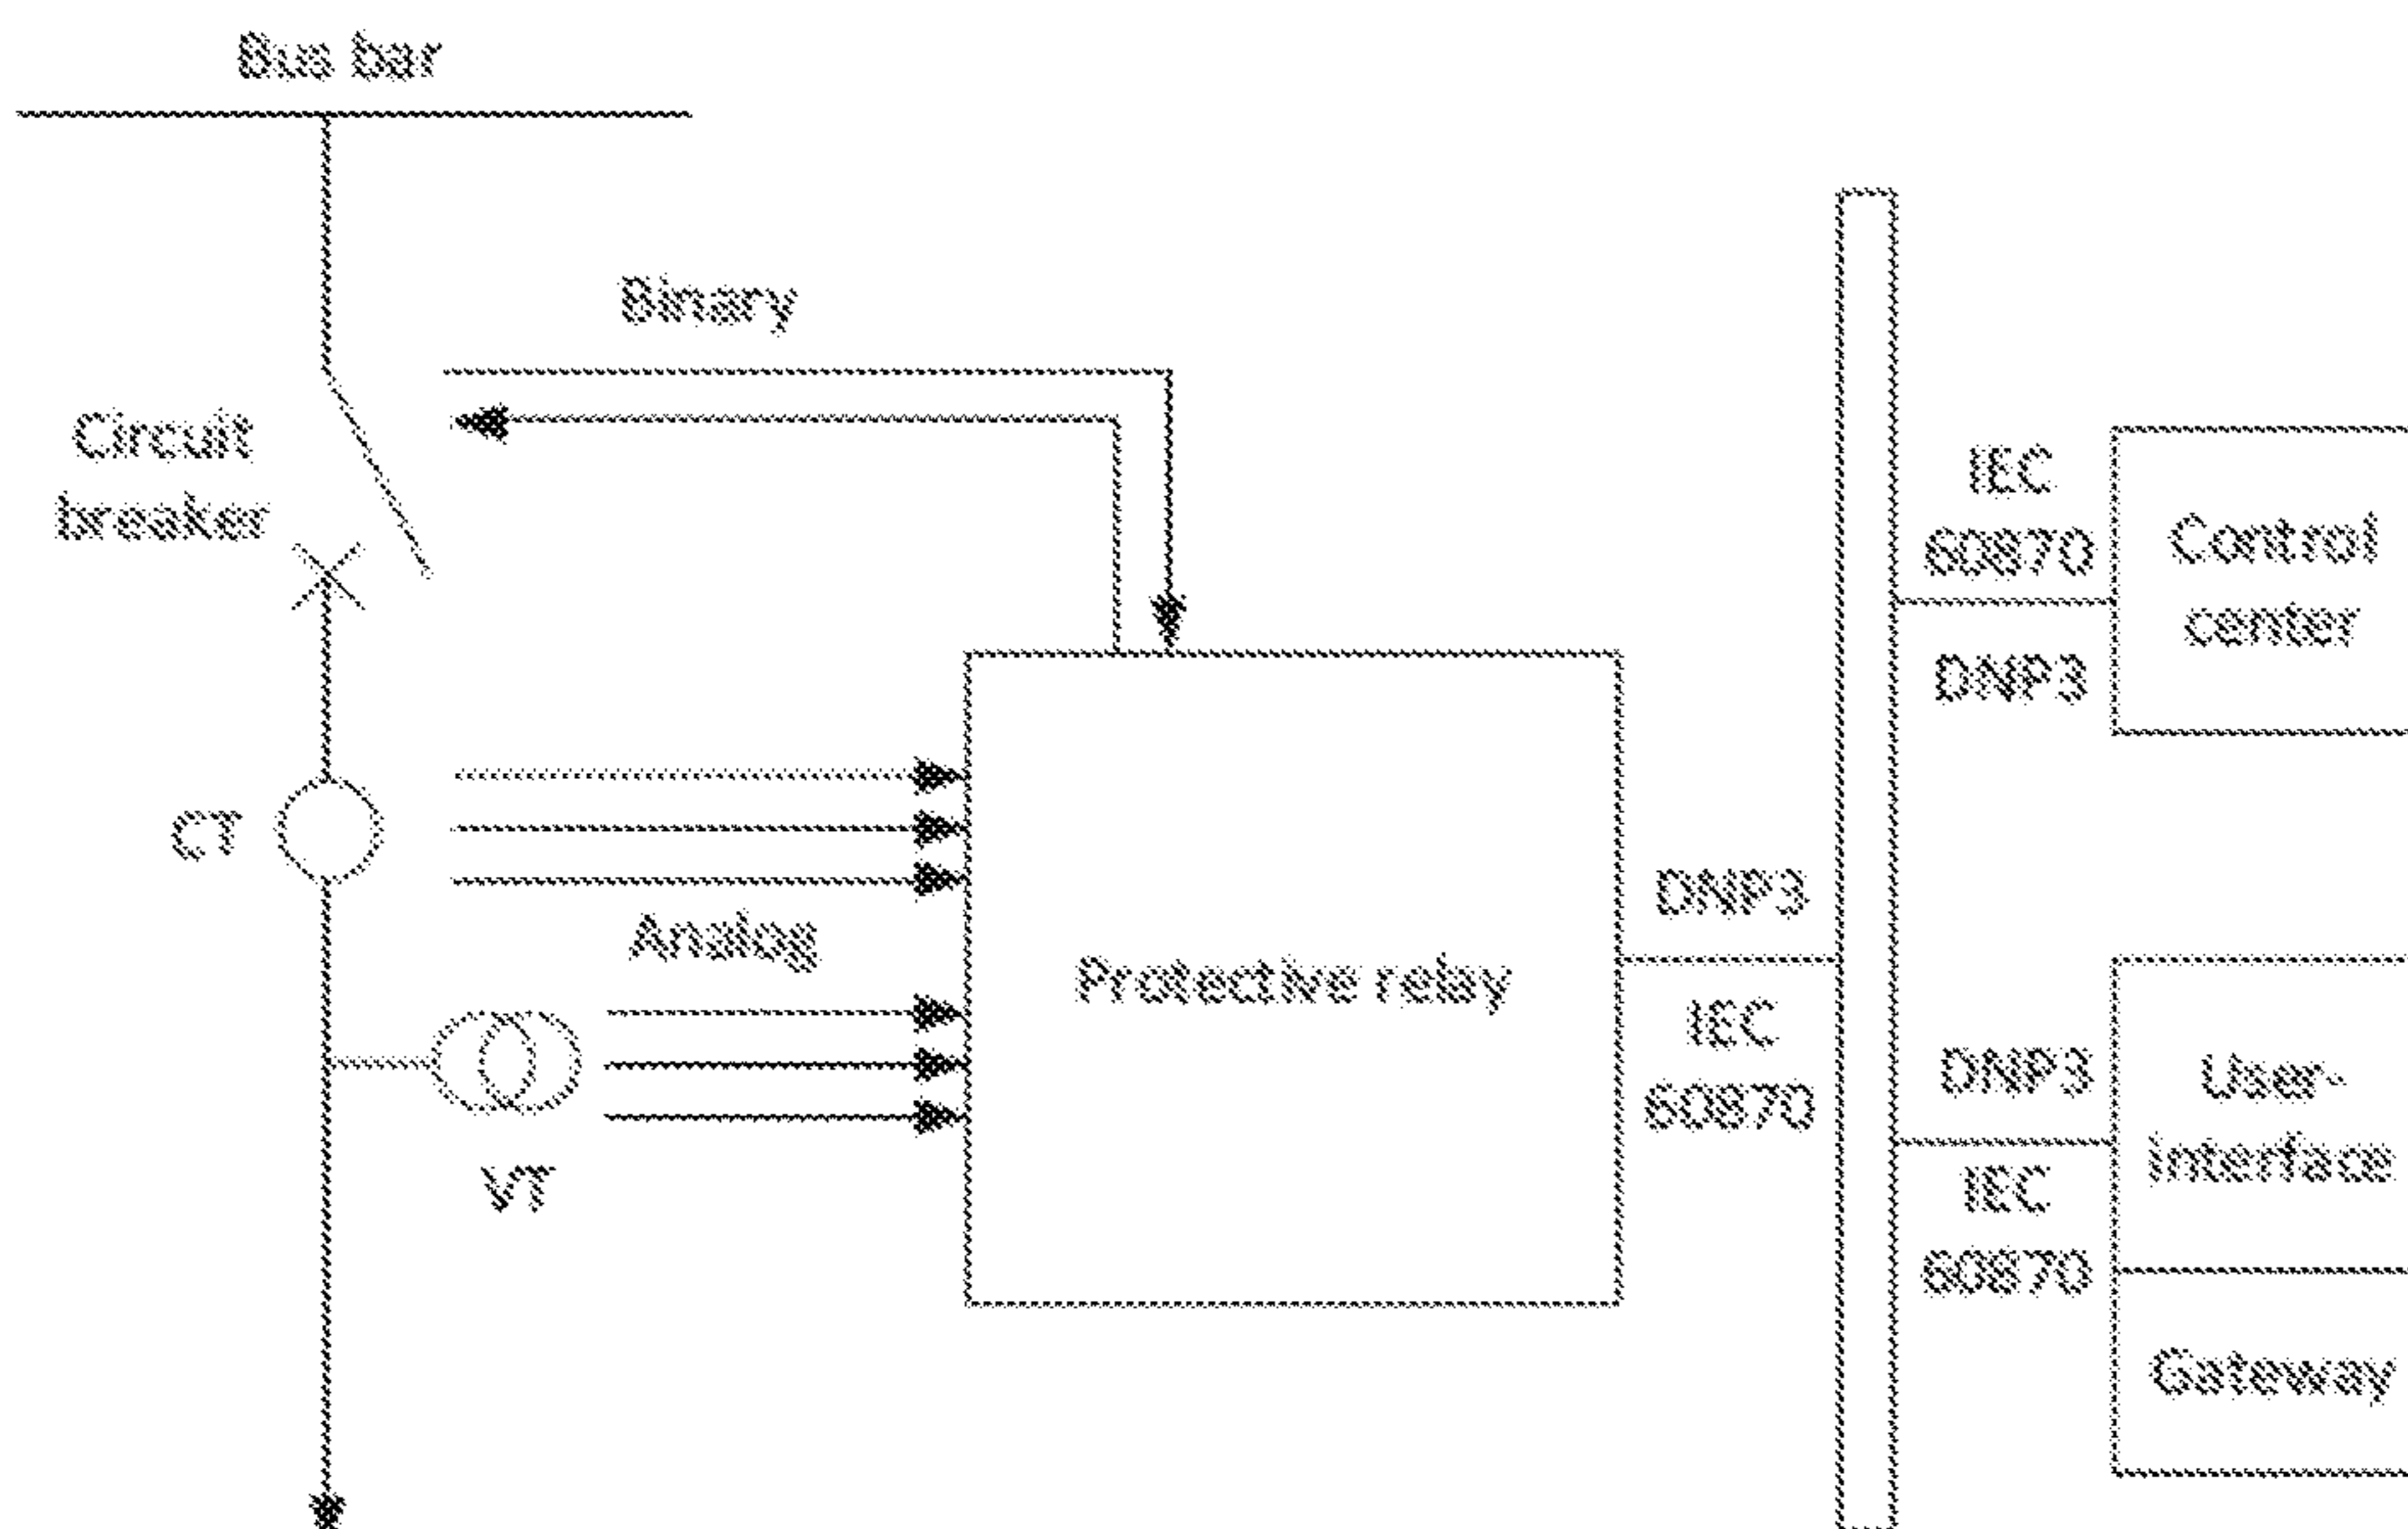 Bus bar
Binary
Circuit
breaker
IEC
60870
Control
center
DNP3
CT
Analog
Protective relay
DNP3
IEC
60870
VT
DNP3
User-
interface
IEC
60870
Gateway